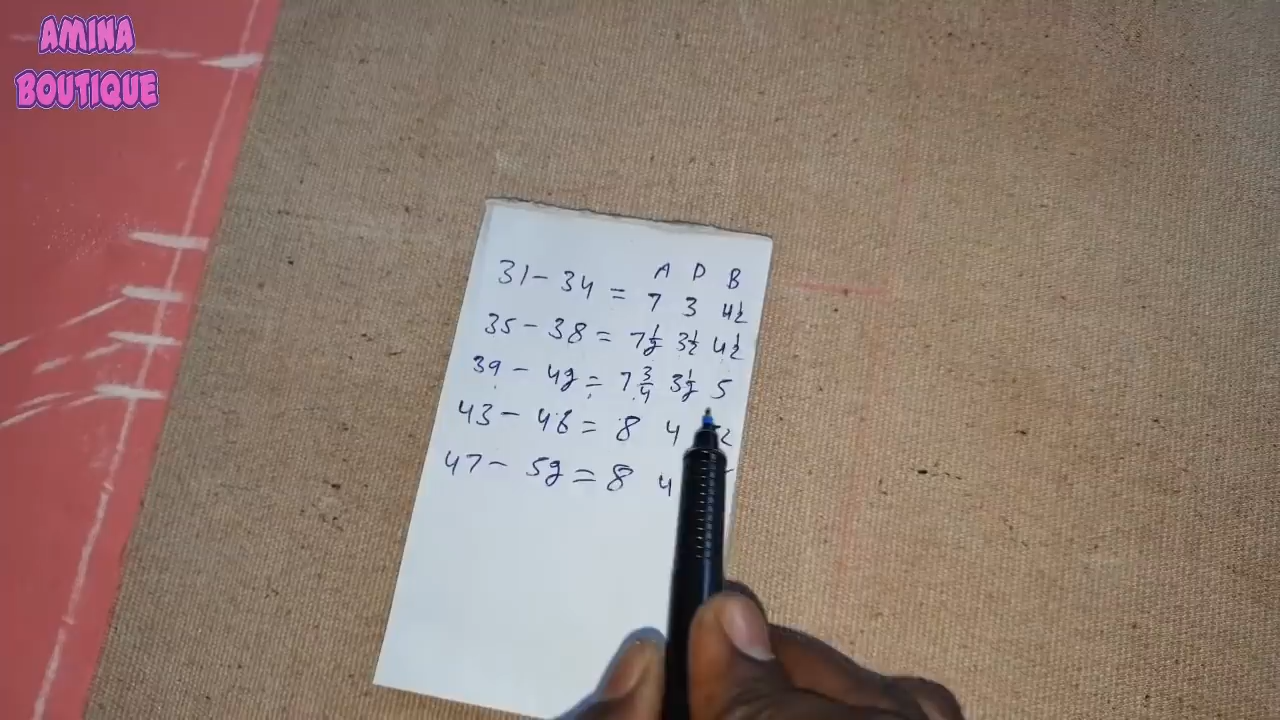 AMINA
BOUTIQUE
A D B
31 - 34 = 7 3 4½
35 - 38 = 7½ 3½ 4½
39 - 42 = 7¾ 3½ 5
43 - 46 = 8 4
47 - 52 = 8 4